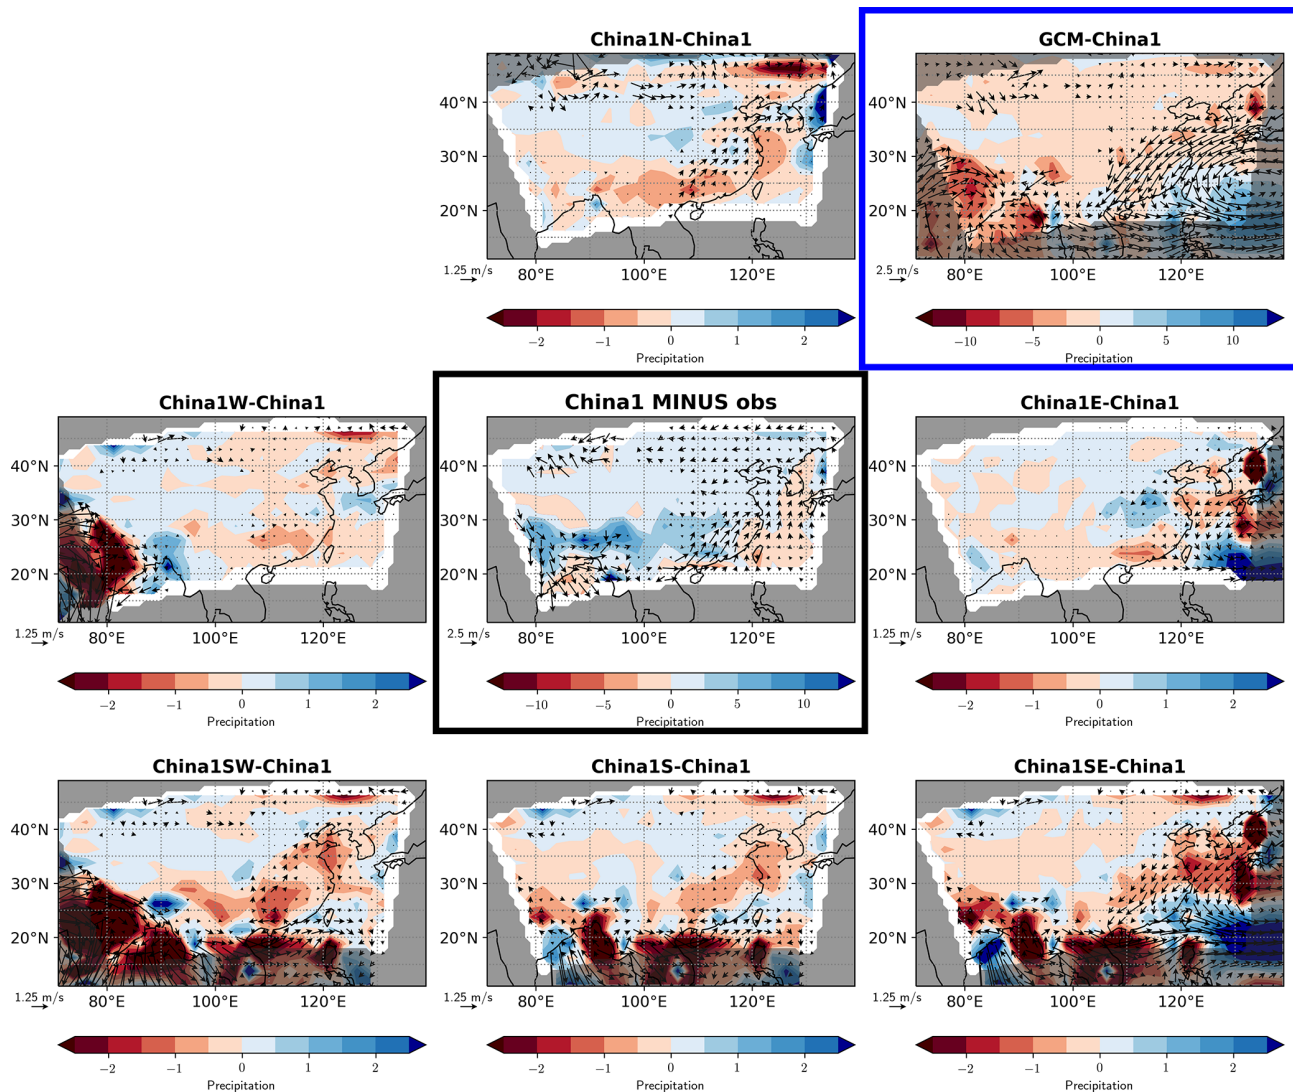 China1N-China1
40°N
30°N
20°N
80°E 100°E 120°E
1.25 m/s
−2 −1 0 1 2
Precipitation
GCM-China1
40°N
30°N
20°N
80°E 100°E 120°E
2.5 m/s
−10 −5 0 5 10
Precipitation
China1W-China1
40°N
30°N
20°N
80°E 100°E 120°E
1.25 m/s
−2 −1 0 1 2
Precipitation
China1 MINUS obs
40°N
30°N
20°N
80°E 100°E 120°E
2.5 m/s
−10 −5 0 5 10
Precipitation
China1E-China1
40°N
30°N
20°N
80°E 100°E 120°E
1.25 m/s
−2 −1 0 1 2
Precipitation
China1SW-China1
40°N
30°N
20°N
80°E 100°E 120°E
1.25 m/s
−2 −1 0 1 2
Precipitation
China1S-China1
40°N
30°N
20°N
80°E 100°E 120°E
1.25 m/s
−2 −1 0 1 2
Precipitation
China1SE-China1
40°N
30°N
20°N
80°E 100°E 120°E
1.25 m/s
−2 −1 0 1 2
Precipitation